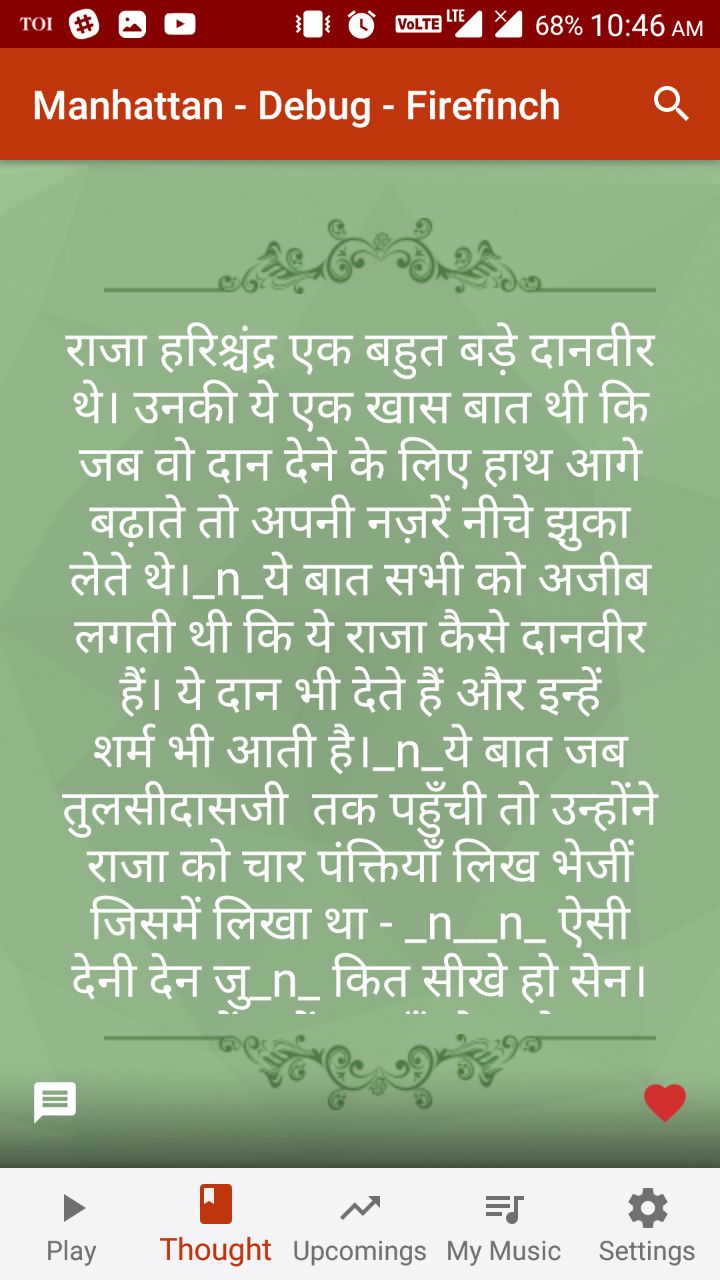 TOI VoLTE LTE 68% 10:46 AM
Manhattan - Debug - Firefinch
राजा हरिश्चंद्र एक बहुत बड़े दानवीर
थे। उनकी ये एक खास बात थी कि
जब वो दान देने के लिए हाथ आगे
बढ़ाते तो अपनी नज़रें नीचे झुका
लेते थे।_n_ये बात सभी को अजीब
लगती थी कि ये राजा कैसे दानवीर
हैं। ये दान भी देते हैं और इन्हें
शर्म भी आती है।_n_ये बात जब
तुलसीदासजी  तक पहुँची तो उन्होंने
राजा को चार पंक्तियाँ लिख भेजीं
जिसमें लिखा था - _n__n_ ऐसी
देनी देन जु_n_ कित सीखे हो सेन।
Play Thought Upcomings My Music Settings